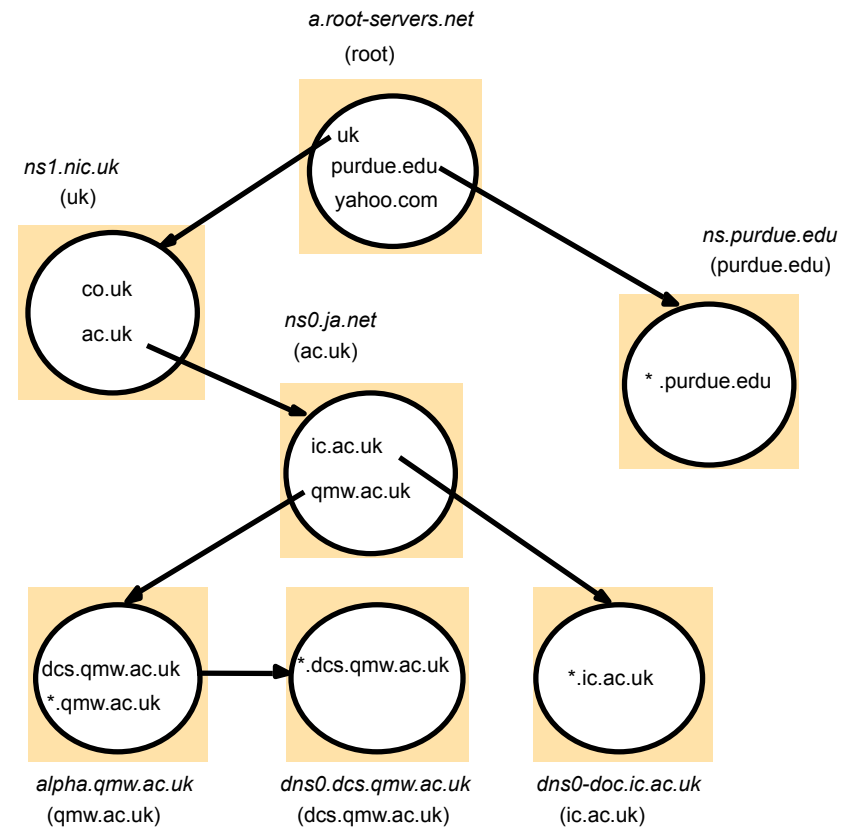 a.root-servers.net
(root)
uk
purdue.edu
yahoo.com
ns1.nic.uk
(uk)
co.uk
ac.uk
ns.purdue.edu
(purdue.edu)
* .purdue.edu
ns0.ja.net
(ac.uk)
ic.ac.uk
qmw.ac.uk
dcs.qmw.ac.uk
*.qmw.ac.uk
alpha.qmw.ac.uk
(qmw.ac.uk)
*.dcs.qmw.ac.uk
dns0.dcs.qmw.ac.uk
(dcs.qmw.ac.uk)
*.ic.ac.uk
dns0-doc.ic.ac.uk
(ic.ac.uk)